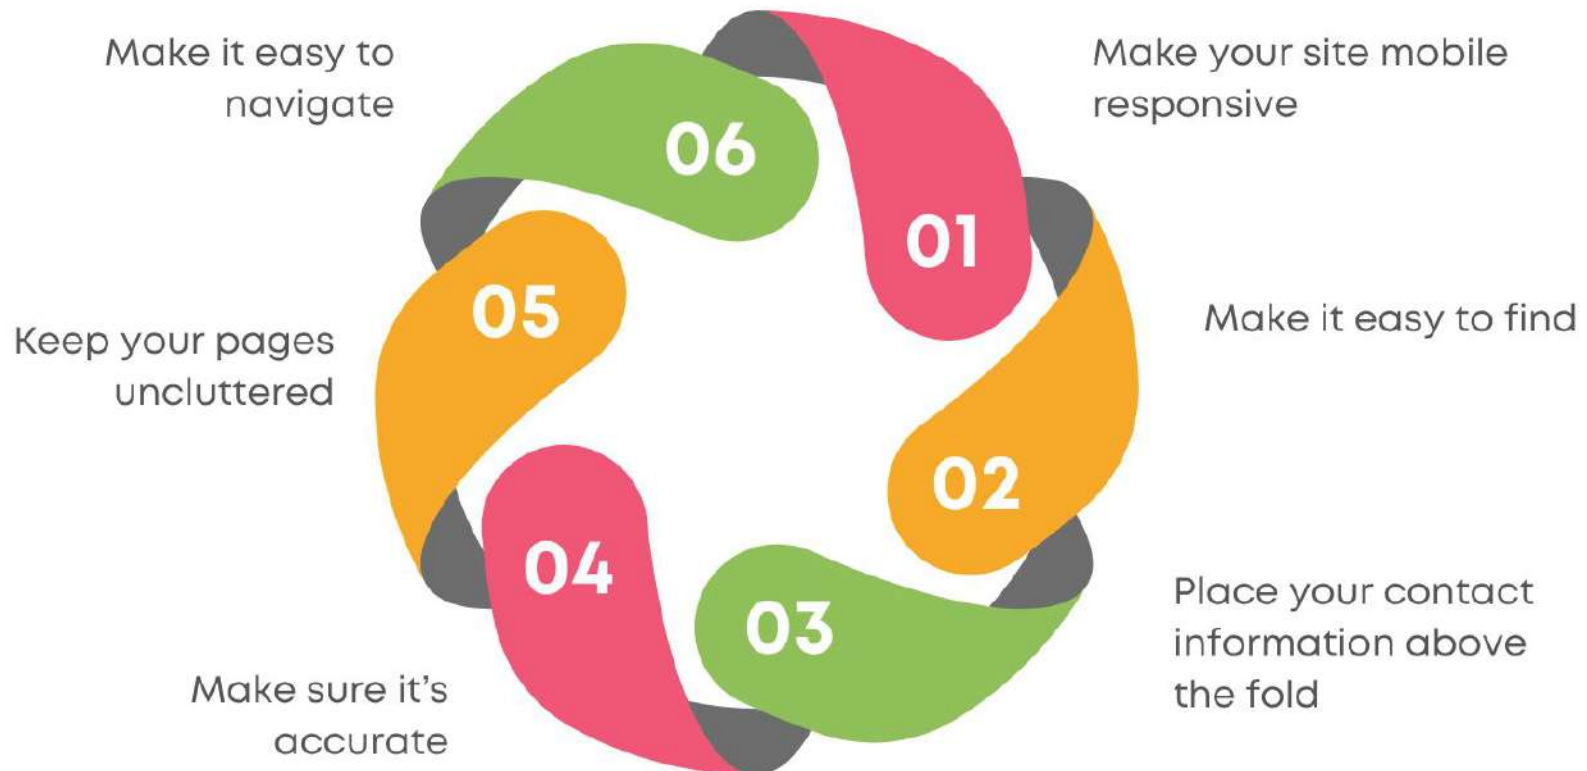 01
Make your site mobile
responsive
02
Make it easy to find
03
Place your contact
information above
the fold
04
Make sure it's
accurate
05
Keep your pages
uncluttered
06
Make it easy to
navigate